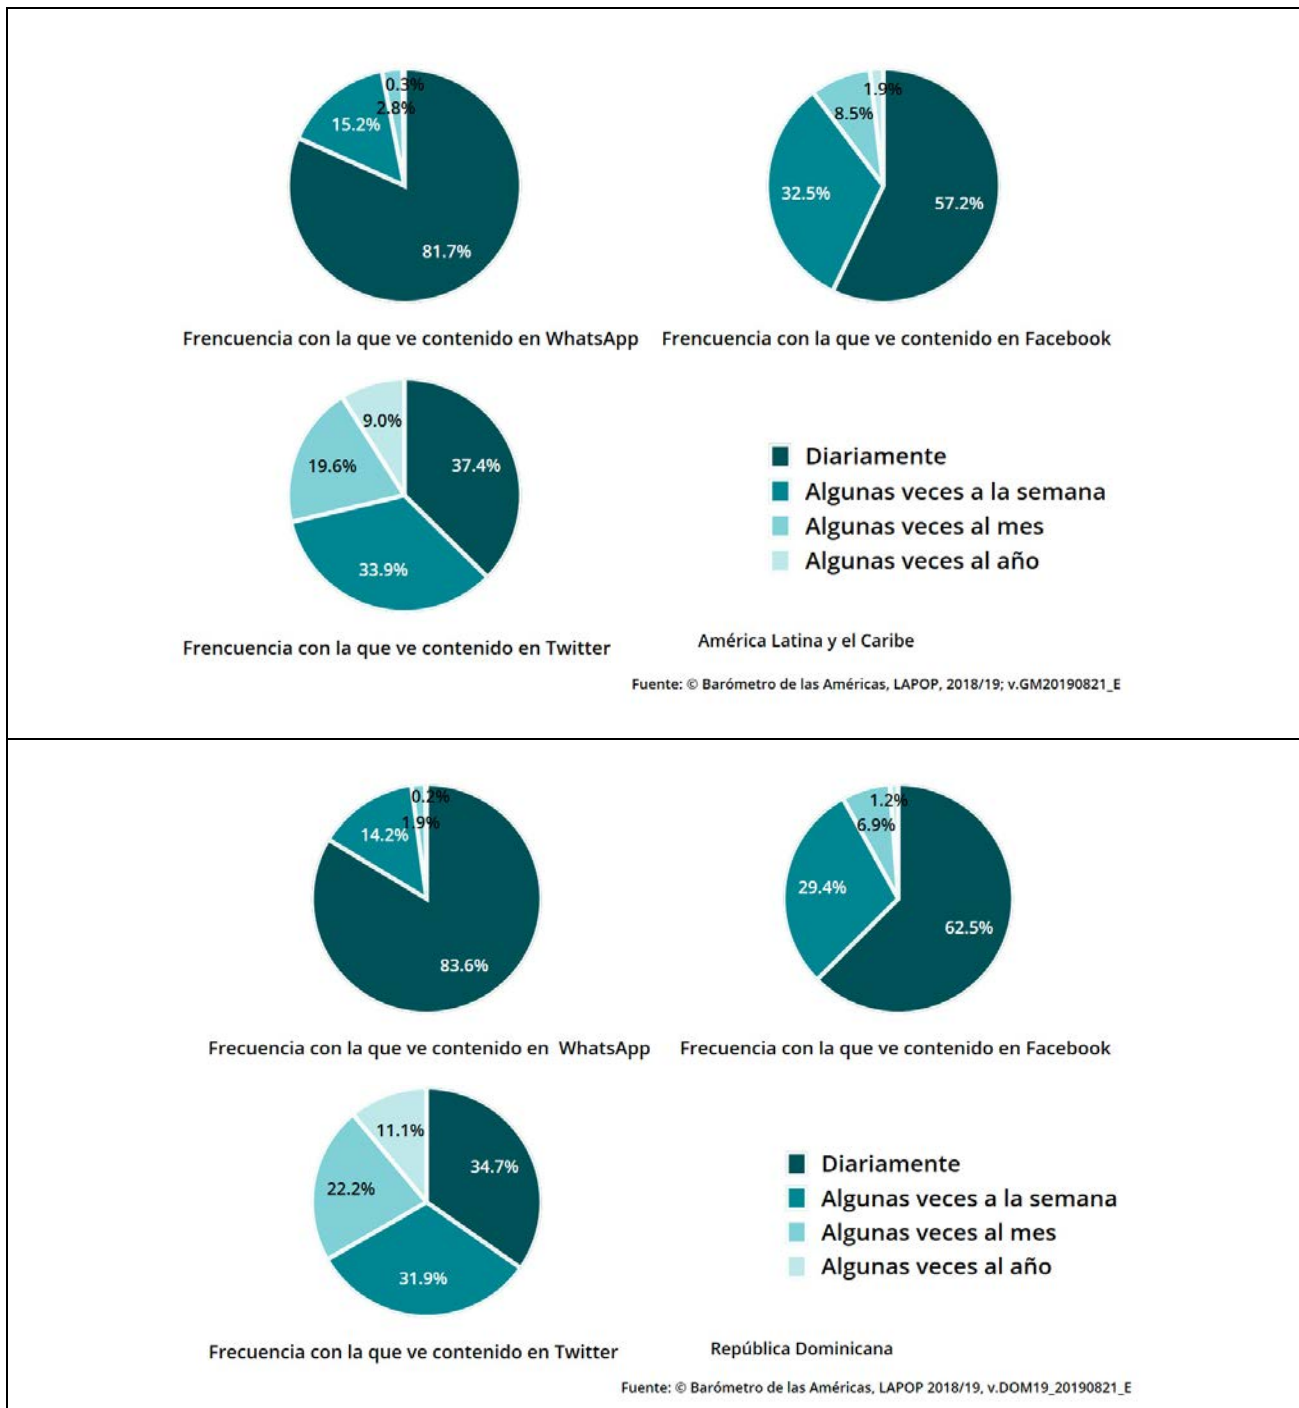 0.3%
2.8%
15.2%
81.7%
Frencuencia con la que ve contenido en WhatsApp
1.9%
8.5%
32.5%
57.2%
Frencuencia con la que ve contenido en Facebook
9.0%
37.4%
19.6%
33.9%
Frencuencia con la que ve contenido en Twitter
Diariamente
Algunas veces a la semana
Algunas veces al mes
Algunas veces al año
América Latina y el Caribe
Fuente: © Barómetro de las Américas, LAPOP, 2018/19; v.GM20190821_E
0.2%
1.9%
14.2%
83.6%
Frecuencia con la que ve contenido en WhatsApp
1.2%
6.9%
29.4%
62.5%
Frecuencia con la que ve contenido en Facebook
11.1%
34.7%
22.2%
31.9%
Frecuencia con la que ve contenido en Twitter
Diariamente
Algunas veces a la semana
Algunas veces al mes
Algunas veces al año
República Dominicana
Fuente: © Barómetro de las Américas, LAPOP 2018/19, v.DOM19_20190821_E